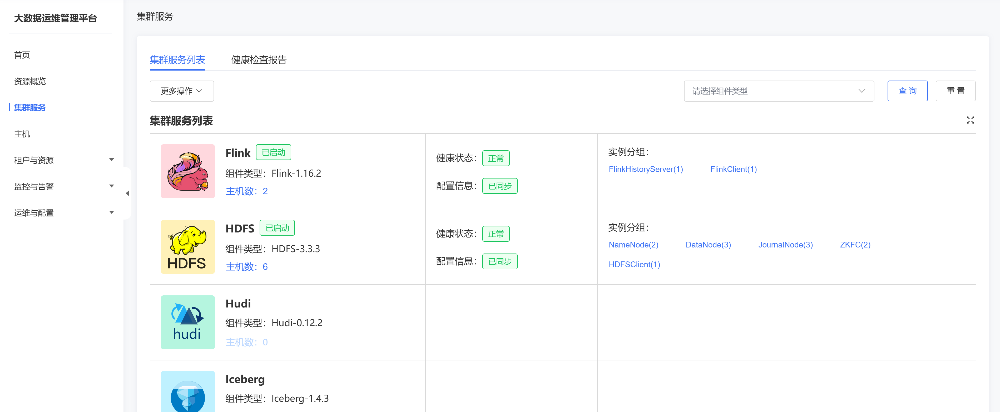 大数据运维管理平台
首页
资源概览
集群服务
主机
租户与资源
监控与告警
运维与配置
集群服务
集群服务列表 健康检查报告
更多操作 请选择组件类型 查 询 重 置
集群服务列表
Flink 已启动
组件类型：Flink-1.16.2
主机数：2
健康状态：正常
配置信息：已同步
实例分组：
FlinkHistoryServer(1) FlinkClient(1)
HDFS
HDFS 已启动
组件类型：HDFS-3.3.3
主机数：6
健康状态：正常
配置信息：已同步
实例分组：
NameNode(2) DataNode(3) JournalNode(3) ZKFC(2)
HDFSClient(1)
hudi
Hudi
组件类型：Hudi-0.12.2
主机数：0
Iceberg
组件类型：Iceberg-1.4.3